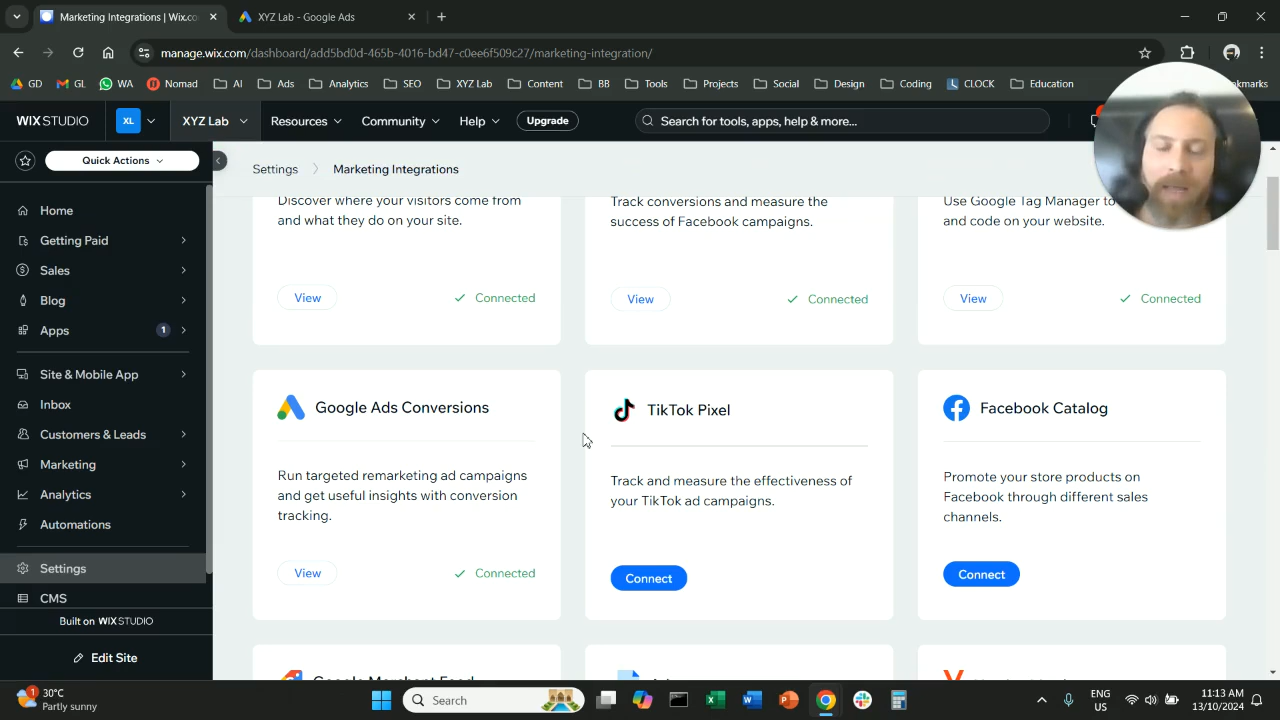 Marketing Integrations | Wix.co
XYZ Lab - Google Ads
manage.wix.com/dashboard/add5bd0d-465b-4016-bd47-c0ee6f509c27/marketing-integration/
GD
GL
WA
Nomad
AI
Ads
Analytics
SEO
XYZ Lab
Content
BB
Tools
Projects
Social
Design
Coding
CLOCK
Education
WIX STUDIO
XL
XYZ Lab
Resources
Community
Help
Upgrade
Search for tools, apps, help & more...
Quick Actions
Settings
Marketing Integrations
Home
Getting Paid
Sales
Blog
Apps
1
Site & Mobile App
Inbox
Customers & Leads
Marketing
Analytics
Automations
Settings
CMS
Built on WIX STUDIO
Edit Site
Discover where your visitors come from
and what they do on your site.
View
Connected
Track conversions and measure the
success of Facebook campaigns.
View
Connected
Use Google Tag Manager to
and code on your website.
View
Connected
Google Ads Conversions
Run targeted remarketing ad campaigns
and get useful insights with conversion
tracking.
View
Connected
TikTok Pixel
Track and measure the effectiveness of
your TikTok ad campaigns.
Connect
Facebook Catalog
Promote your store products on
Facebook through different sales
channels.
Connect
1
30°C
Partly sunny
Search
ENG
US
11:13 AM
13/10/2024